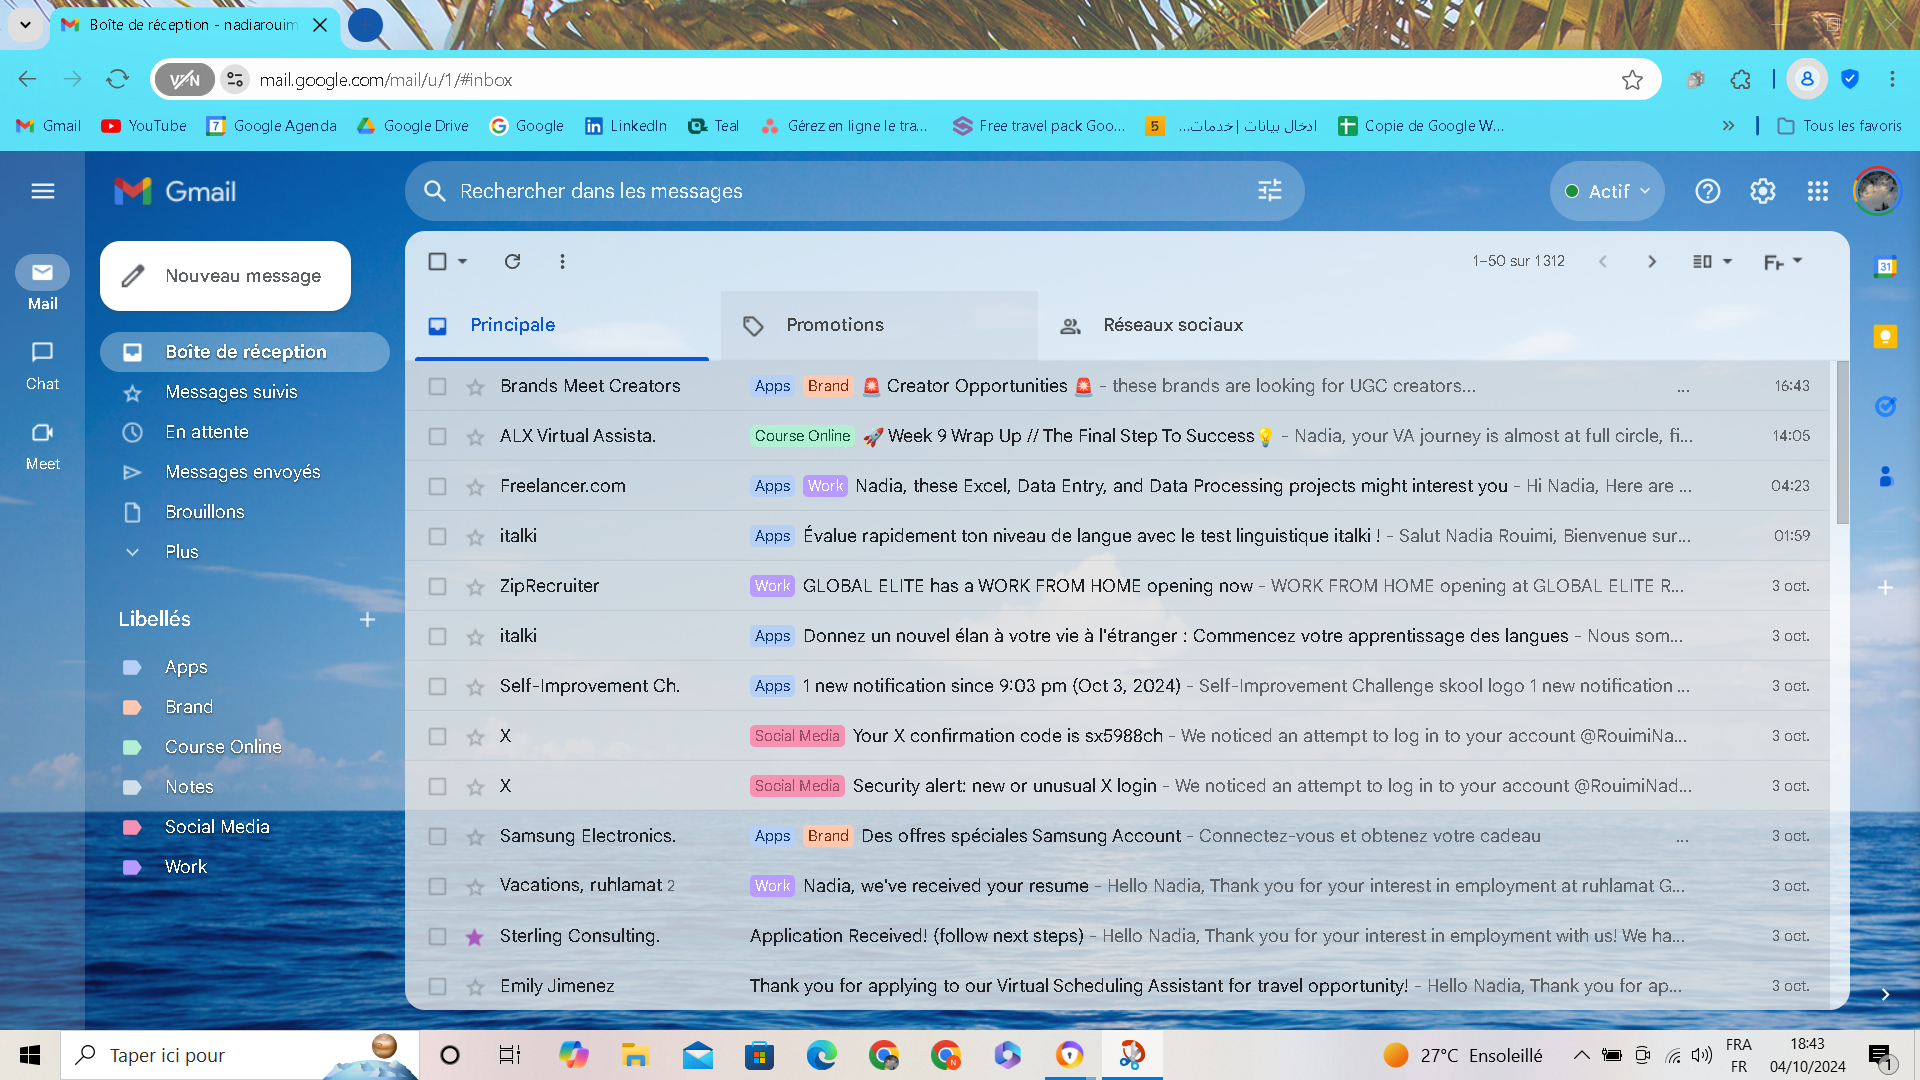 Boîte de réception - nadiarouim
VPN
mail.google.com/mail/u/1/#inbox
Gmail
YouTube
Google Agenda
Google Drive
Google
LinkedIn
Teal
Gérez en ligne le tra...
Free travel pack Goo...
ادخال بيانات | خدمات...
Copie de Google W...
Tous les favoris
Gmail
Rechercher dans les messages
Actif
Nouveau message
1–50 sur 1 312
Mail
Chat
Meet
Boîte de réception
Messages suivis
En attente
Messages envoyés
Brouillons
Plus
Libellés
Apps
Brand
Course Online
Notes
Social Media
Work
Principale
Promotions
Réseaux sociaux
Brands Meet Creators Apps Brand 🚨 Creator Opportunities 🚨 - these brands are looking for UGC creators... ... 16:43
ALX Virtual Assista. Course Online 🚀 Week 9 Wrap Up // The Final Step To Success💡 - Nadia, your VA journey is almost at full circle, fi... 14:05
Freelancer.com Apps Work Nadia, these Excel, Data Entry, and Data Processing projects might interest you - Hi Nadia, Here are ... 04:23
italki Apps Évalue rapidement ton niveau de langue avec le test linguistique italki ! - Salut Nadia Rouimi, Bienvenue sur... 01:59
ZipRecruiter Work GLOBAL ELITE has a WORK FROM HOME opening now - WORK FROM HOME opening at GLOBAL ELITE R... 3 oct.
italki Apps Donnez un nouvel élan à votre vie à l'étranger : Commencez votre apprentissage des langues - Nous som... 3 oct.
Self-Improvement Ch. Apps 1 new notification since 9:03 pm (Oct 3, 2024) - Self-Improvement Challenge skool logo 1 new notification ... 3 oct.
X Social Media Your X confirmation code is sx5988ch - We noticed an attempt to log in to your account @RouimiNa... 3 oct.
X Social Media Security alert: new or unusual X login - We noticed an attempt to log in to your account @RouimiNad... 3 oct.
Samsung Electronics. Apps Brand Des offres spéciales Samsung Account - Connectez-vous et obtenez votre cadeau ... 3 oct.
Vacations, ruhlamat 2 Work Nadia, we've received your resume - Hello Nadia, Thank you for your interest in employment at ruhlamat G... 3 oct.
Sterling Consulting. Application Received! (follow next steps) - Hello Nadia, Thank you for your interest in employment with us! We ha... 3 oct.
Emily Jimenez Thank you for applying to our Virtual Scheduling Assistant for travel opportunity! - Hello Nadia, Thank you for ap... 3 oct.
Taper ici pour
27°C Ensoleillé
FRA
FR
18:43
04/10/2024
1